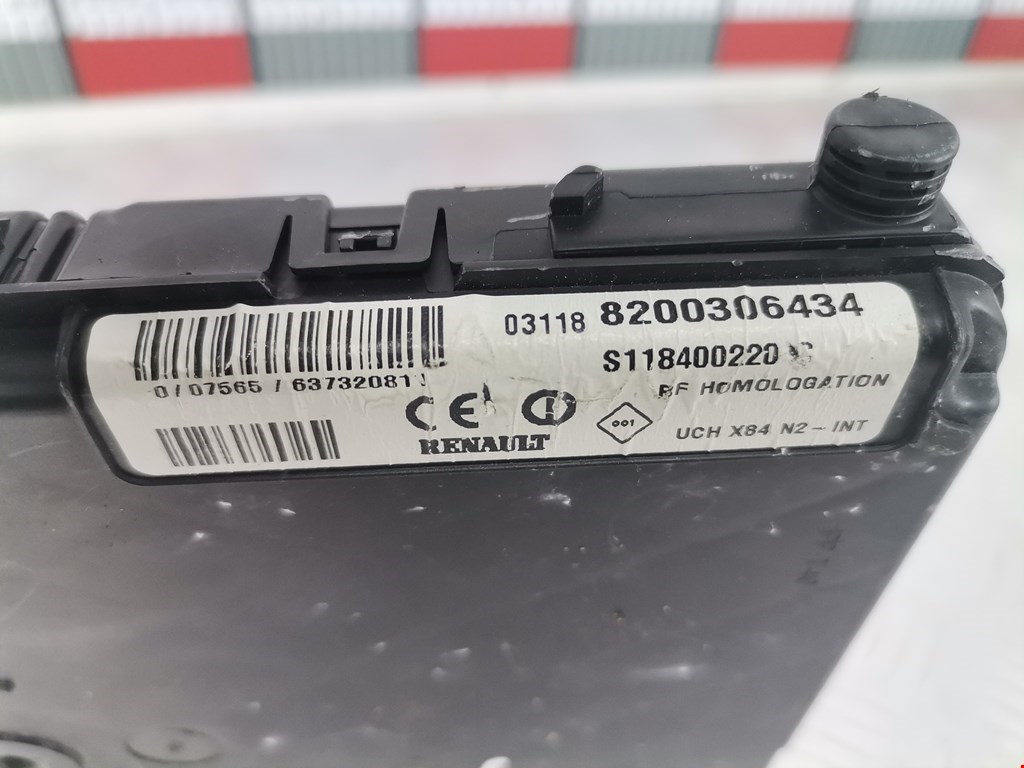 03118 8200306434
S118400220
0/07565/63732081
RF HOMOLOGATION
CE
RENAULT
001
UCH X84 N2-INT